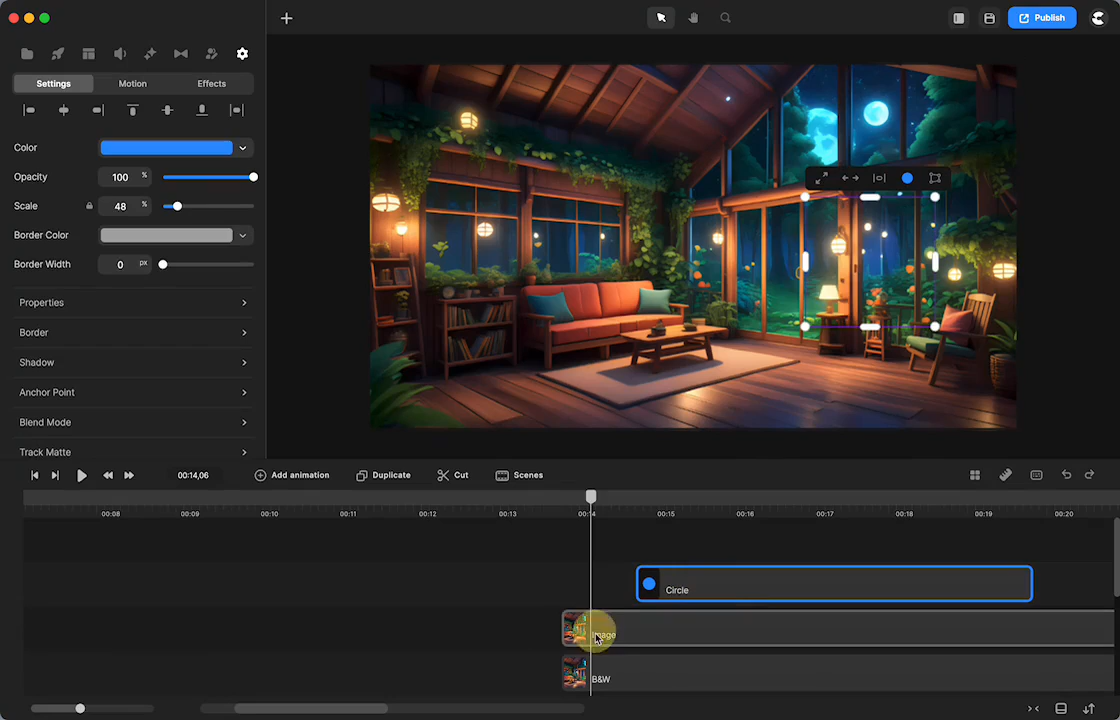 Publish
Settings Motion Effects
Color
Opacity 100 %
Scale 48 %
Border Color
Border Width 0 px
Properties
Border
Shadow
Anchor Point
Blend Mode
Track Matte
00:14,06 Add animation Duplicate Cut Scenes
00:08 00:09 00:10 00:11 00:12 00:13 00:14 00:15 00:16 00:17 00:18 00:19 00:20
Circle
Image
B&W